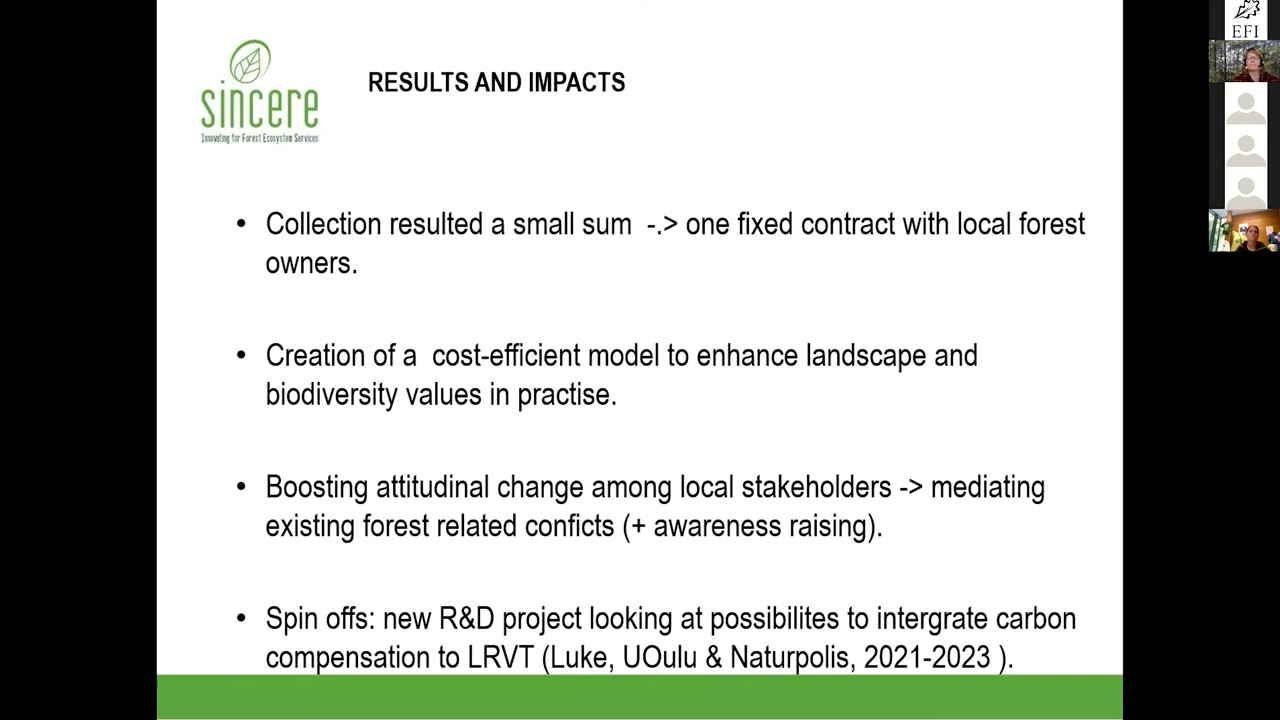 EFI
sincere
Innovating for Forest Ecosystem Services
RESULTS AND IMPACTS
• Collection resulted a small sum -.> one fixed contract with local forest
owners.
• Creation of a cost-efficient model to enhance landscape and
biodiversity values in practise.
• Boosting attitudinal change among local stakeholders -> mediating
existing forest related conficts (+ awareness raising).
• Spin offs: new R&D project looking at possibilites to intergrate carbon
compensation to LRVT (Luke, UOulu & Naturpolis, 2021-2023 ).